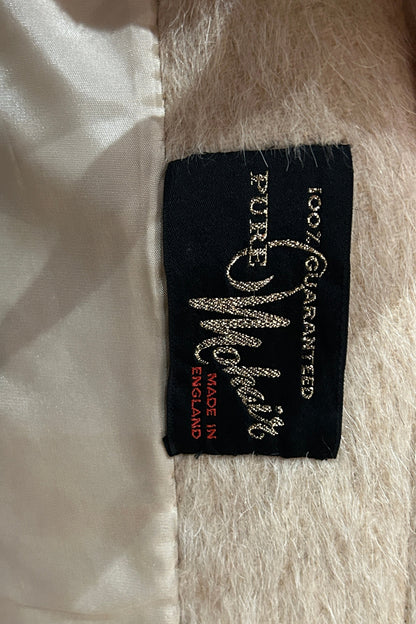 100% GUARANTEED
PURE
Mohair
MADE IN
ENGLAND